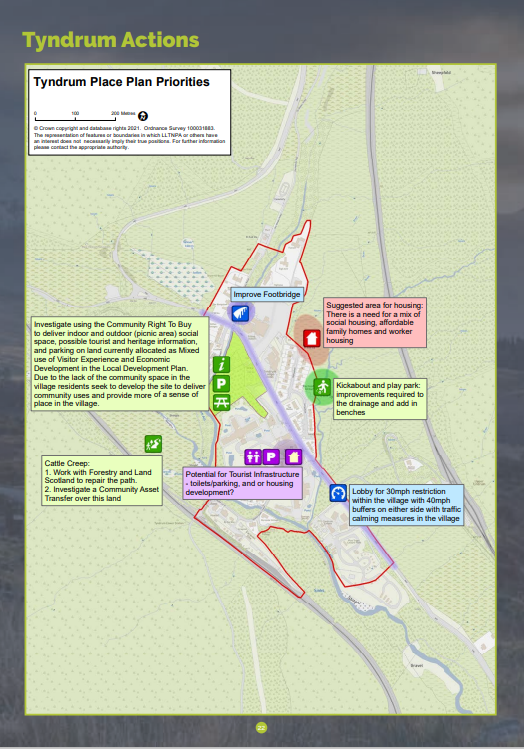 Tyndrum Actions
Tyndrum Place Plan Priorities
0 100 200 Metres
© Crown copyright and database rights 2021. Ordnance Survey 100031883.
The representation of features or boundaries in which LLTNPA or others have
an interest does not necessarily imply their true positions. For further information
please contact the appropriate authority.
Improve Footbridge
Suggested area for housing:
There is a need for a mix of
social housing, affordable
family homes and worker
housing
Investigate using the Community Right To Buy
to deliver indoor and outdoor (picnic area) social
space, possible tourist and heritage information,
and parking on land currently allocated as Mixed
use of Visitor Experience and Economic
Development in the Local Development Plan.
Due to the lack of the community space in the
village residents seek to develop the site to deliver
community uses and provide more of a sense of
place in the village.
i
P
Kickabout and play park:
improvements required to
the drainage and add in
benches
Cattle Creep:
1. Work with Forestry and Land
Scotland to repair the path.
2. Investigate a Community Asset
Transfer over this land
P
Potential for Tourist Infrastructure
- toilets/parking, and/or housing
development?
Lobby for 30mph restriction
within the village with 40mph
buffers on either side with traffic
calming measures in the village
22